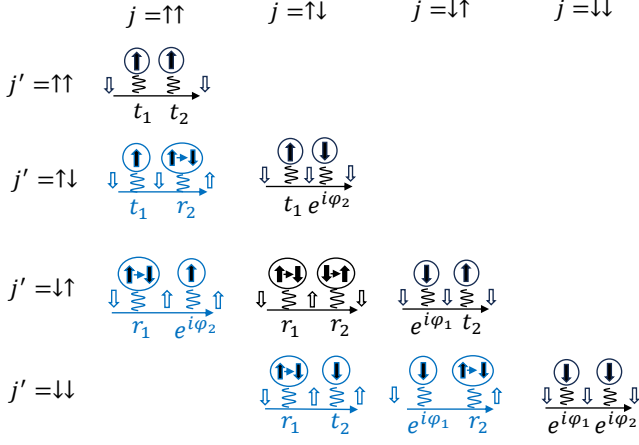 j =↑↑ j =↑↓ j =↓↑ j =↓↓
j′ =↑↑
t₁ t₂
j′ =↑↓
t₁ r₂ t₁ e^{iφ₂}
j′ =↓↑
r₁ e^{iφ₂} r₁ r₂ e^{iφ₁} t₂
j′ =↓↓
r₁ t₂ e^{iφ₁} r₂ e^{iφ₁} e^{iφ₂}